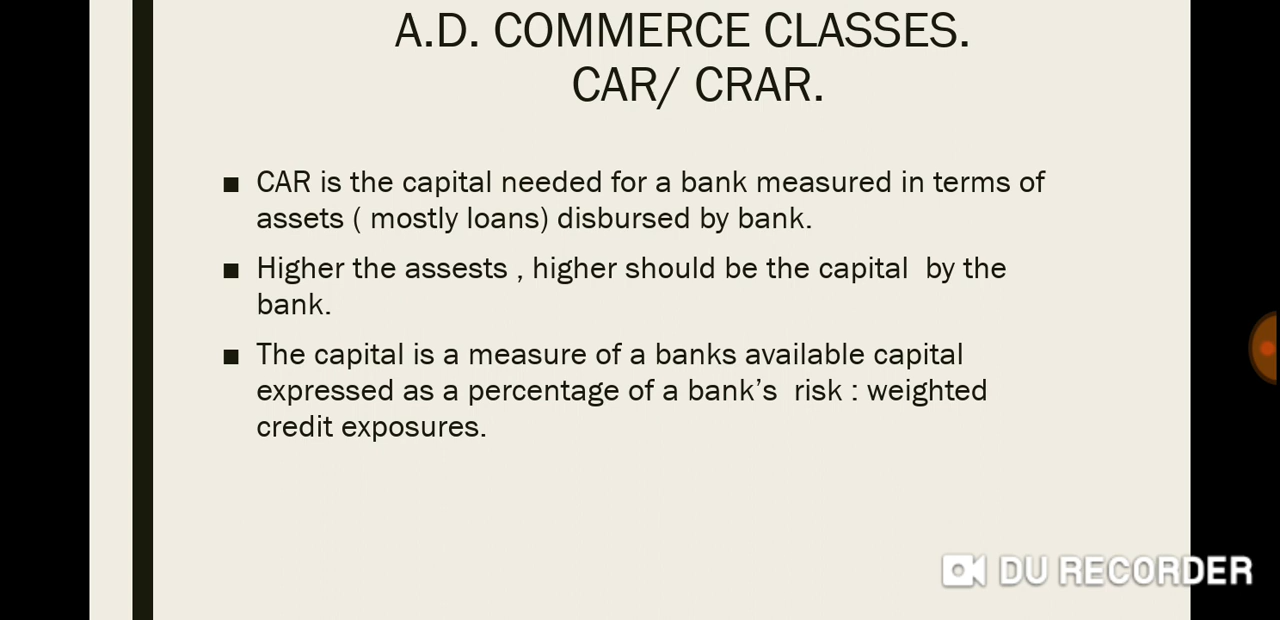 A.D. COMMERCE CLASSES.
CAR/ CRAR.
■ CAR is the capital needed for a bank measured in terms of
assets ( mostly loans) disbursed by bank.
■ Higher the assests , higher should be the capital  by the
bank.
■ The capital is a measure of a banks available capital
expressed as a percentage of a bank’s  risk : weighted
credit exposures.
DU RECORDER